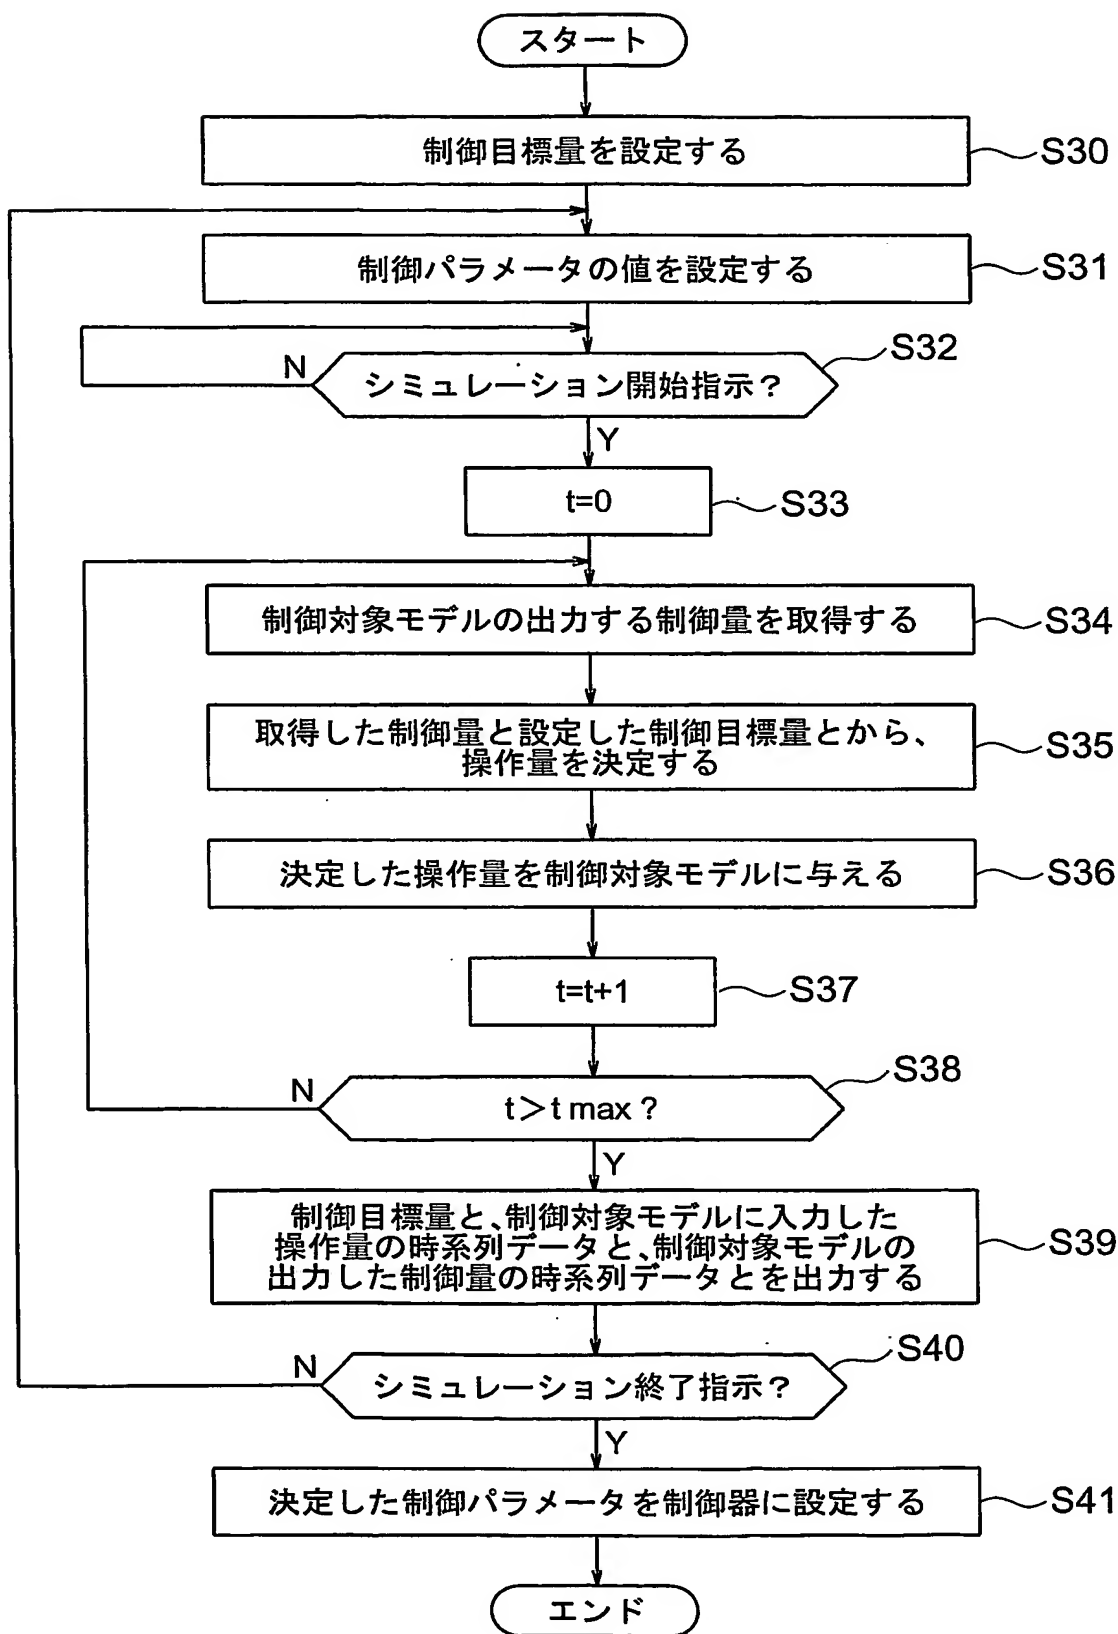 スタート
制御目標量を設定する
S30
制御パラメータの値を設定する
S31
S32
N
シミュレーション開始指示？
Y
t=0
S33
制御対象モデルの出力する制御量を取得する
S34
取得した制御量と設定した制御目標量とから、
操作量を決定する
S35
決定した操作量を制御対象モデルに与える
S36
t=t+1
S37
S38
N
t＞t max？
Y
制御目標量と、制御対象モデルに入力した
操作量の時系列データと、制御対象モデルの
出力した制御量の時系列データとを出力する
S39
S40
N
シミュレーション終了指示？
Y
決定した制御パラメータを制御器に設定する
S41
エンド